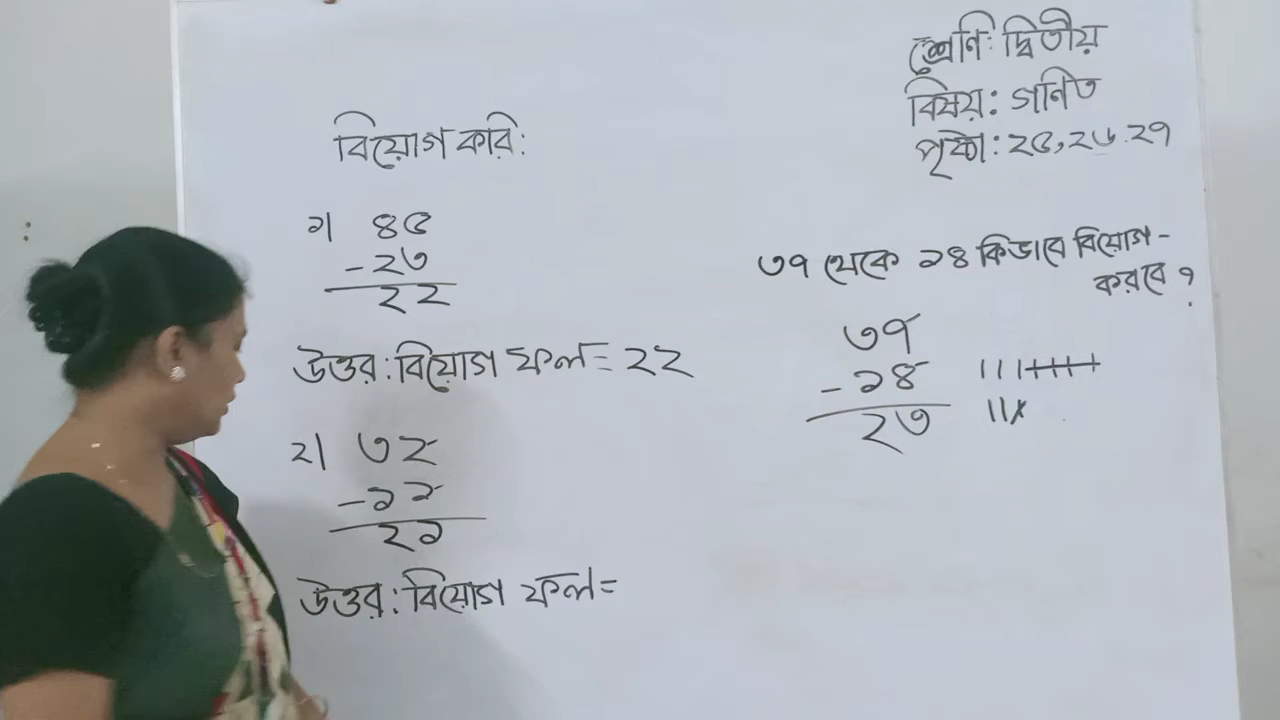 শ্রেণি: দ্বিতীয়
বিষয়: গনিত
পৃষ্ঠা: ২৫,২৬.২৭
বিয়োগ করি:
১| ৪৫
-২৩
২২
উত্তর: বিয়োগ ফল= ২২
২| ৩২
-১১
২১
উত্তর: বিয়োগ ফল=
৩৭ থেকে ১৪ কিভাবে বিয়োগ-
করবে ?
৩৭
-১৪
২৩